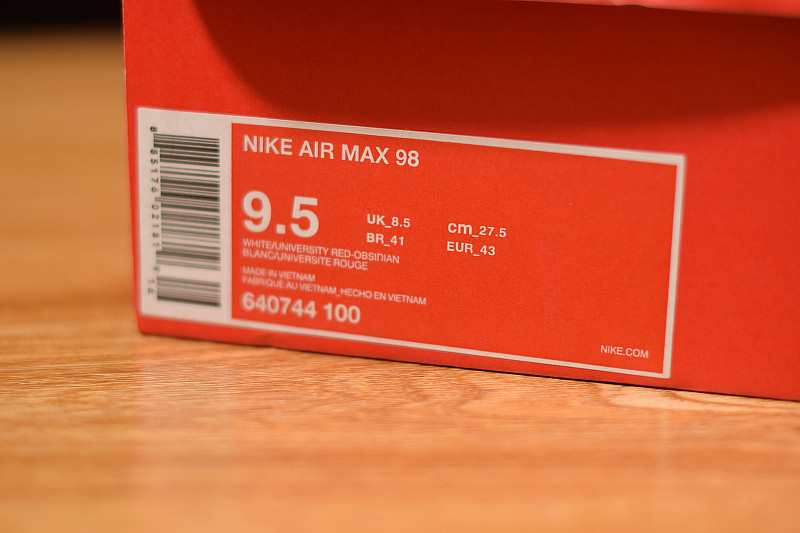 NIKE AIR MAX 98
9.5
UK_8.5
cm_27.5
BR_41
EUR_43
WHITE/UNIVERSITY RED-OBSIDIAN
BLANC/UNIVERSITE ROUGE
MADE IN VIETNAM
FABRIQUE AU VIETNAM_HECHO EN VIETNAM
640744 100
NIKE.COM